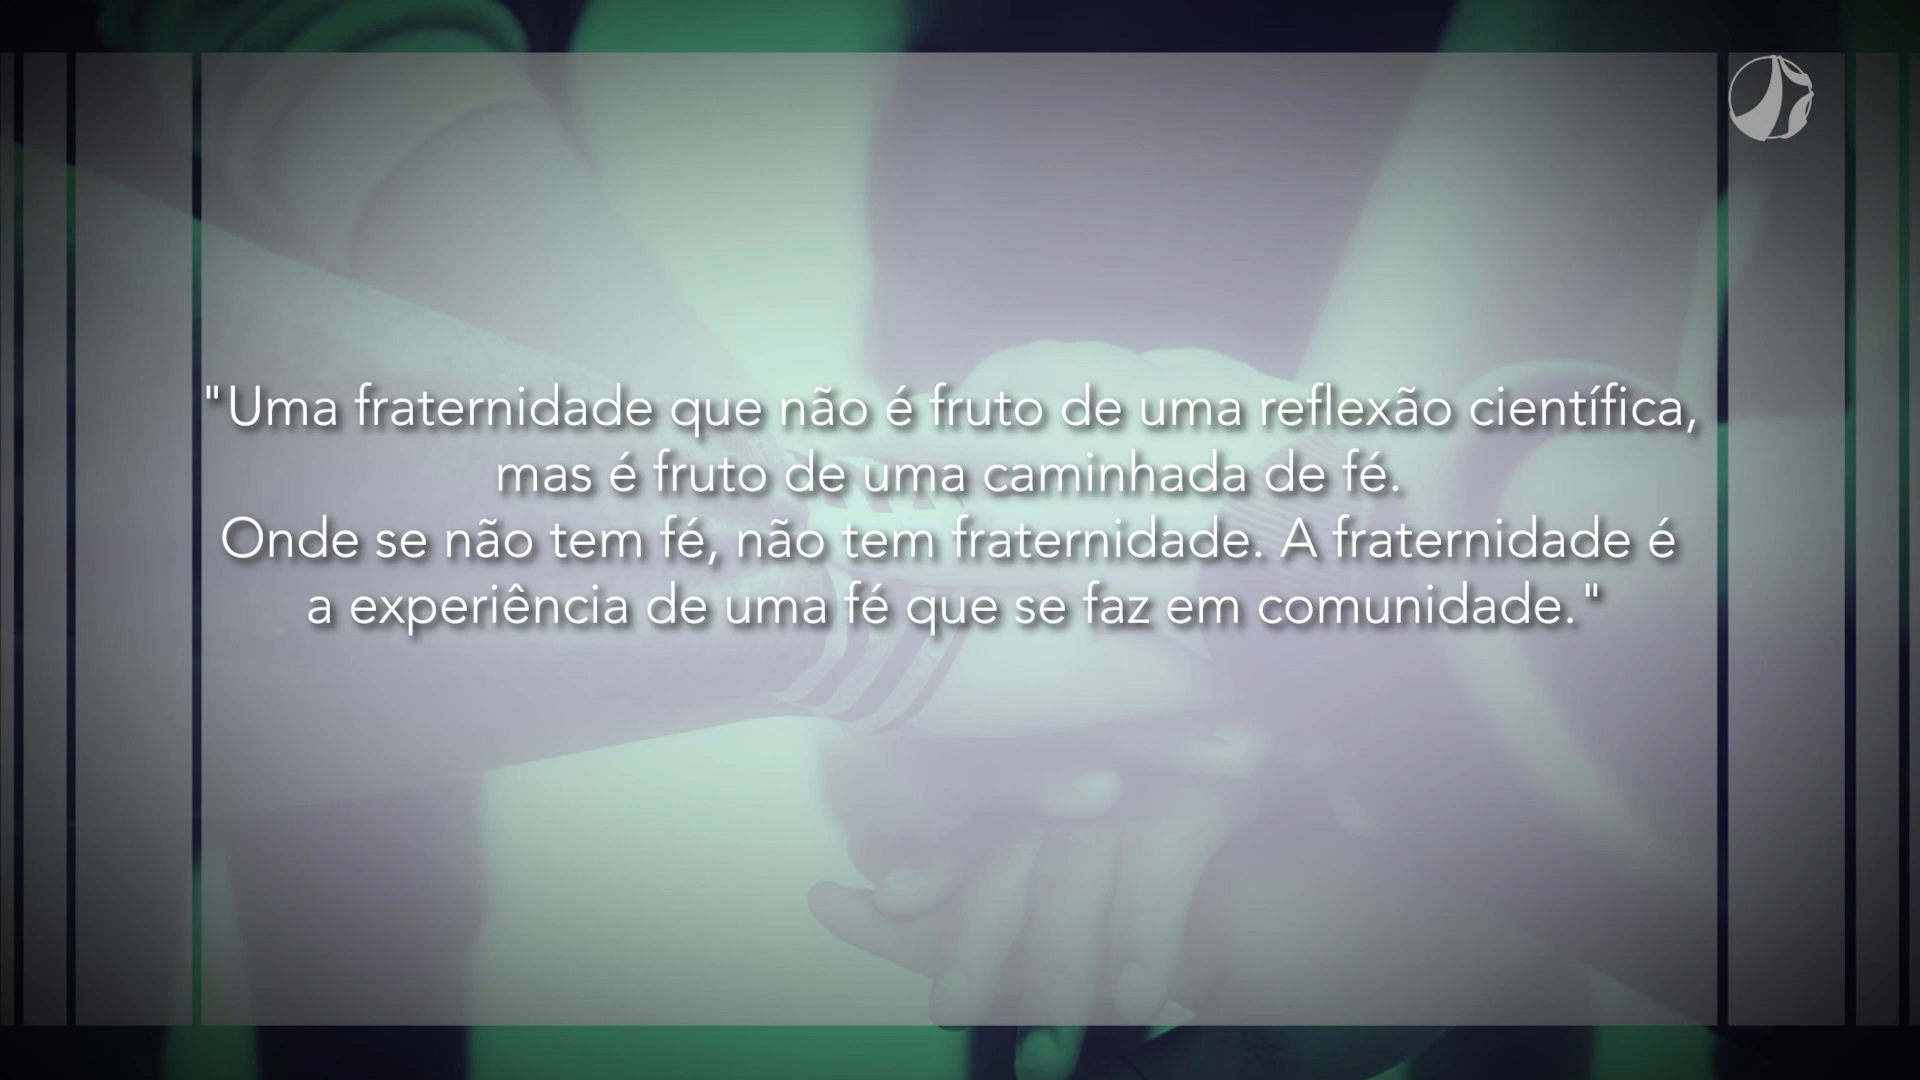 "Uma fraternidade que não é fruto de uma reflexão científica,
mas é fruto de uma caminhada de fé.
Onde se não tem fé, não tem fraternidade. A fraternidade é
a experiência de uma fé que se faz em comunidade."